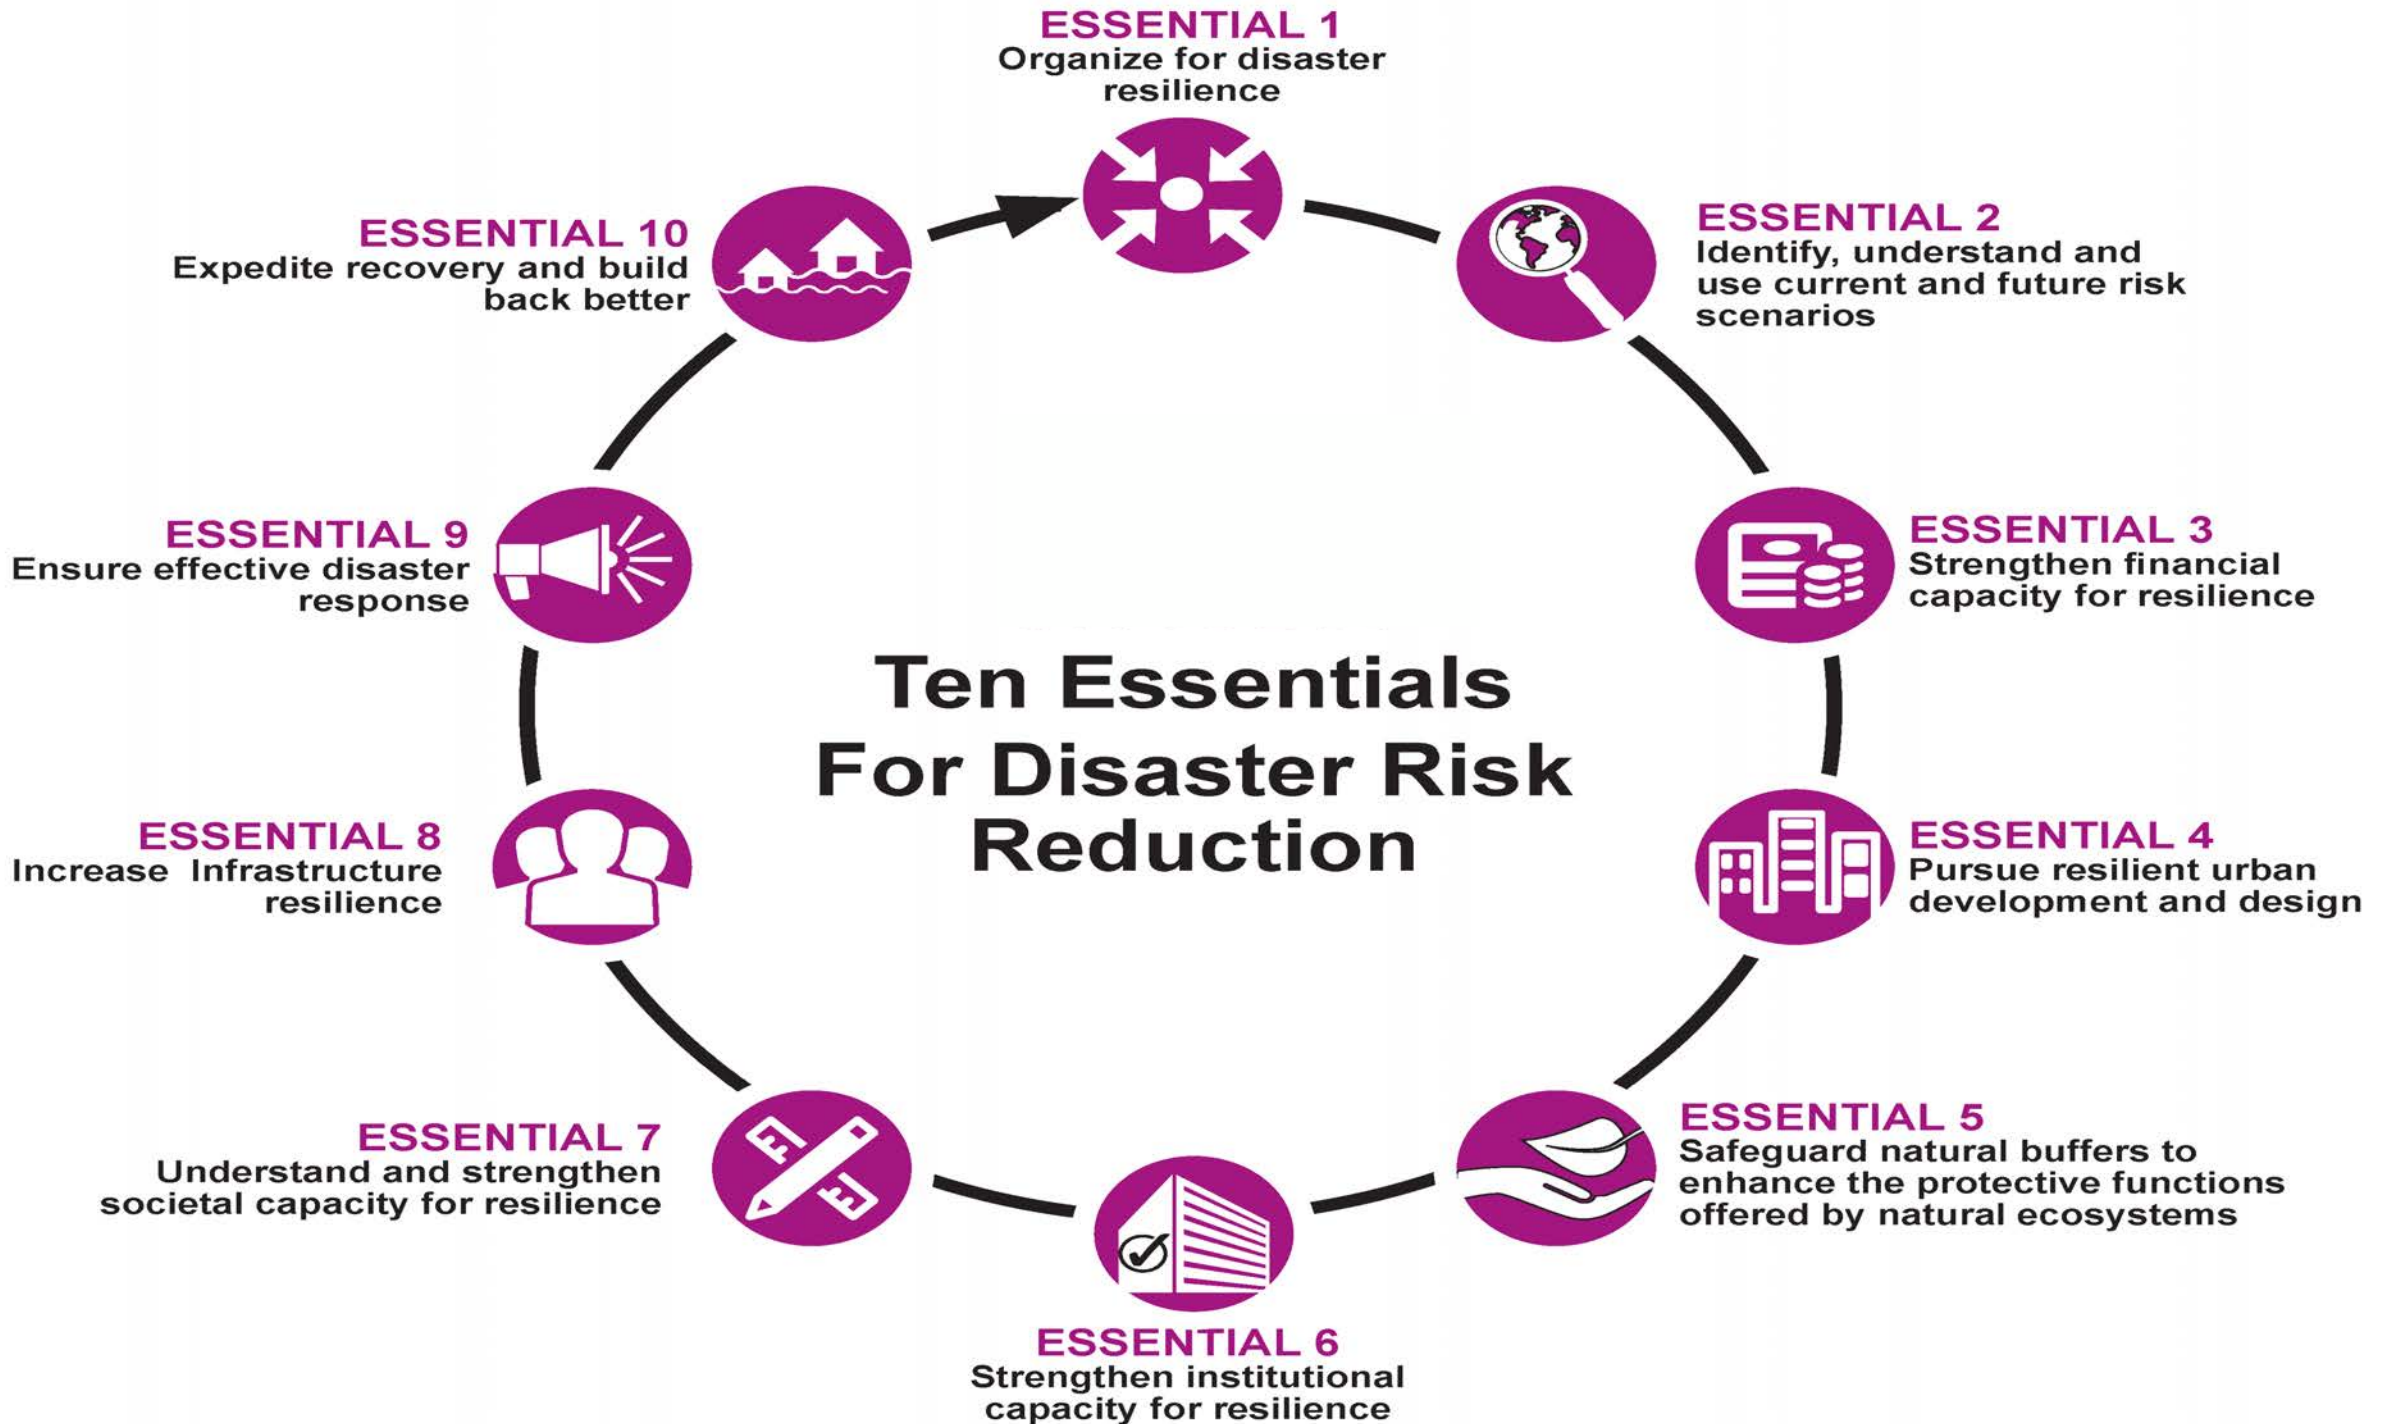 ESSENTIAL 1
Organize for disaster
resilience
ESSENTIAL 2
Identify, understand and
use current and future risk
scenarios
ESSENTIAL 3
Strengthen financial
capacity for resilience
ESSENTIAL 4
Pursue resilient urban
development and design
ESSENTIAL 5
Safeguard natural buffers to
enhance the protective functions
offered by natural ecosystems
ESSENTIAL 6
Strengthen institutional
capacity for resilience
ESSENTIAL 7
Understand and strengthen
societal capacity for resilience
ESSENTIAL 8
Increase Infrastructure
resilience
ESSENTIAL 9
Ensure effective disaster
response
ESSENTIAL 10
Expedite recovery and build
back better
Ten Essentials
For Disaster Risk
Reduction